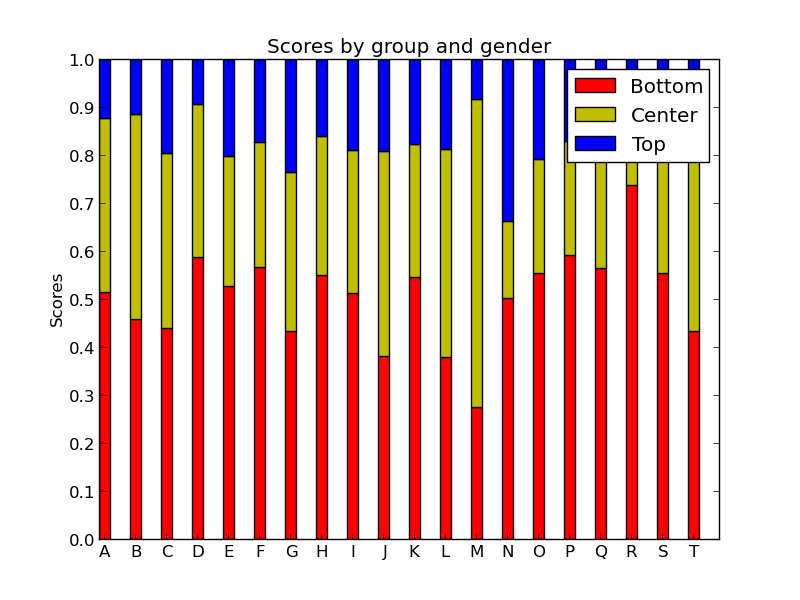 Scores by group and gender
1.0
0.9
0.8
0.7
0.6
0.5
0.4
0.3
0.2
0.1
0.0
Scores
Bottom
Center
Top
A B C D E F G H I J K L M N O P Q R S T